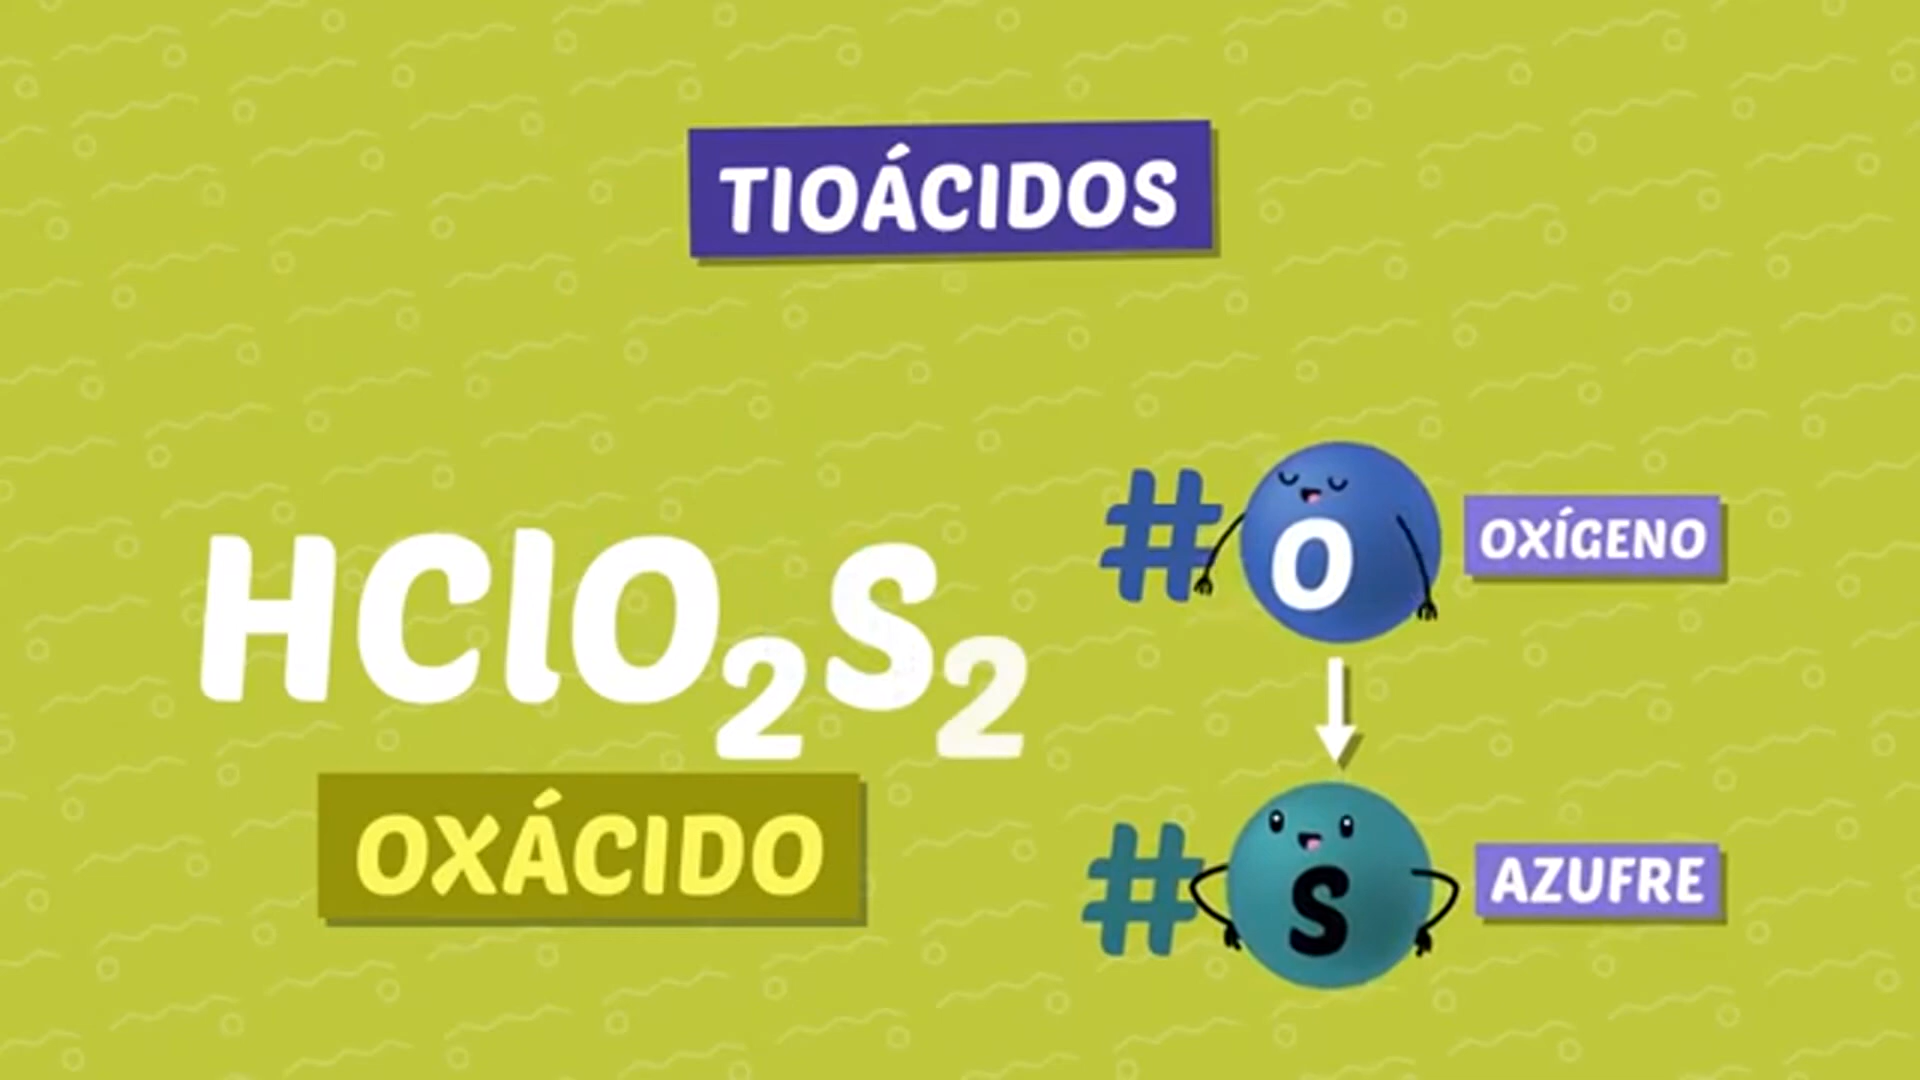 TIOÁCIDOS
HClO₂S₂
OXÁCIDO
# O OXÍGENO
# S AZUFRE